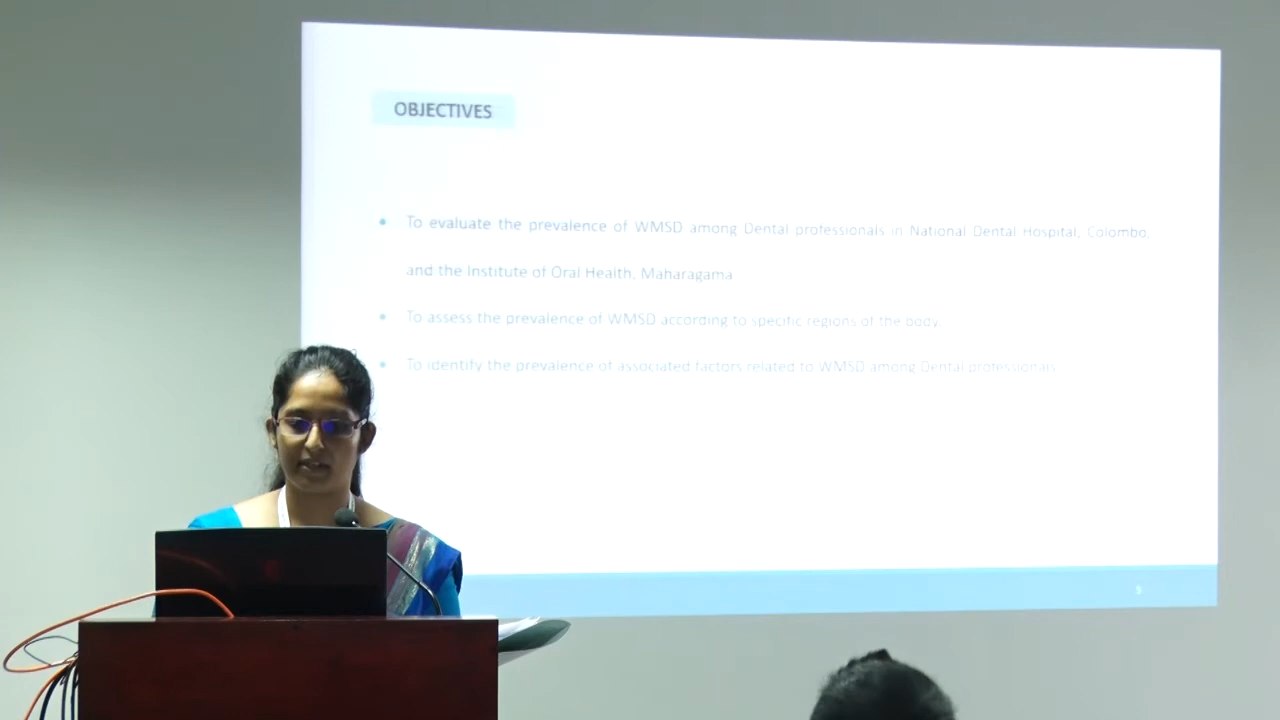 OBJECTIVES
• To evaluate the prevalence of WMSD among Dental professionals in National Dental Hospital, Colombo,
and the Institute of Oral Health, Maharagama.
• To assess the prevalence of WMSD according to specific regions of the body.
• To identify the prevalence of associated factors related to WMSD among Dental professionals.